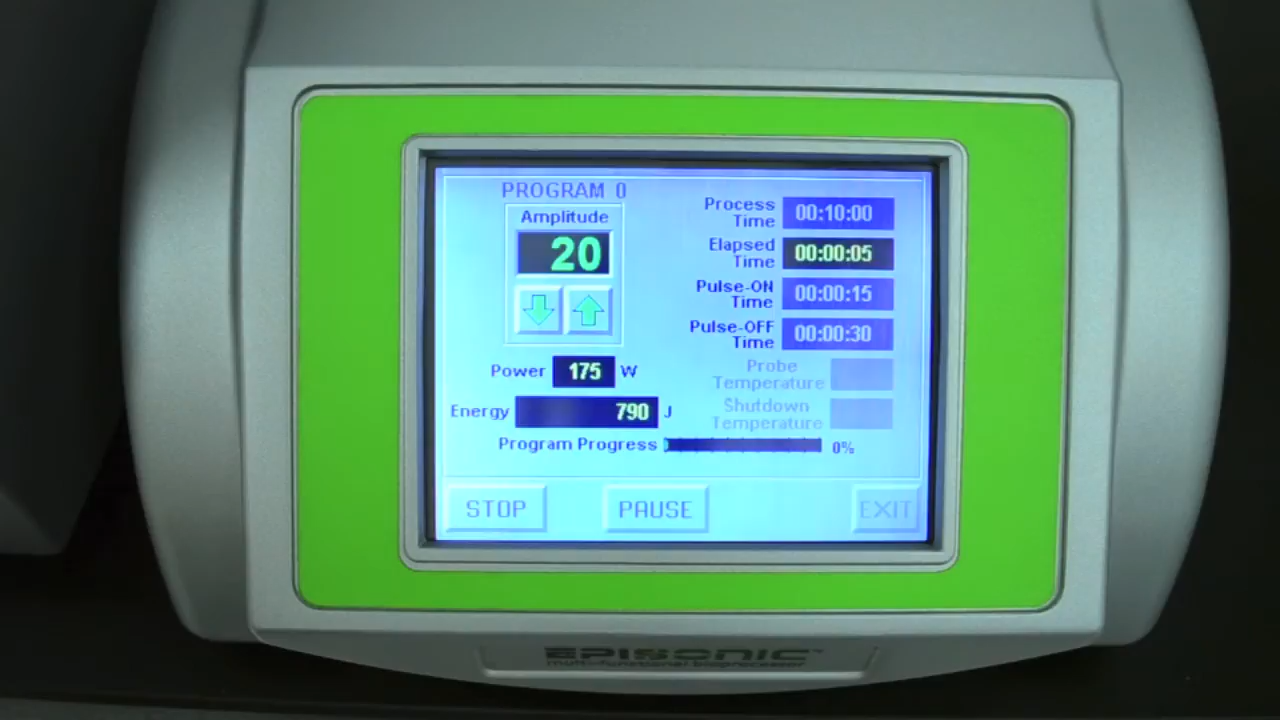 PROGRAM 0
Amplitude
20
Process Time 00:10:00
Elapsed Time 00:00:05
Pulse-ON Time 00:00:15
Pulse-OFF Time 00:00:30
Power 175 W
Probe Temperature
Energy 790 J
Shutdown Temperature
Program Progress 0%
STOP PAUSE EXIT
EPISONIC™
multi-functional bioprocessor